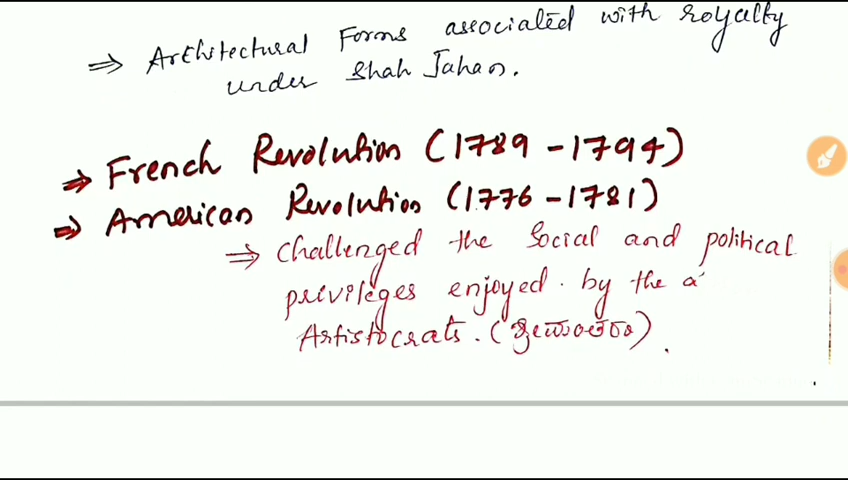 ⇒ Architectural Forms associated with royalty
under Shah Jahan.
⇒ French Revolution (1789 - 1794)
⇒ American Revolution (1776 - 1781)
⇒ challenged the Social and political
privileges enjoyed. by the a
Artistocrats. (